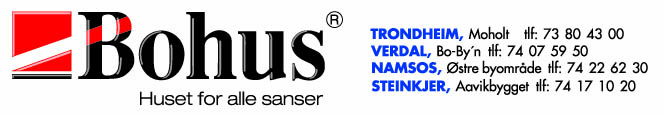 Bohus®
Huset for alle sanser
TRONDHEIM, Moholt tlf: 73 80 43 00
VERDAL, Bo-By´n tlf: 74 07 59 50
NAMSOS, Østre byområde tlf: 74 22 62 30
STEINKJER, Aavikbygget tlf: 74 17 10 20